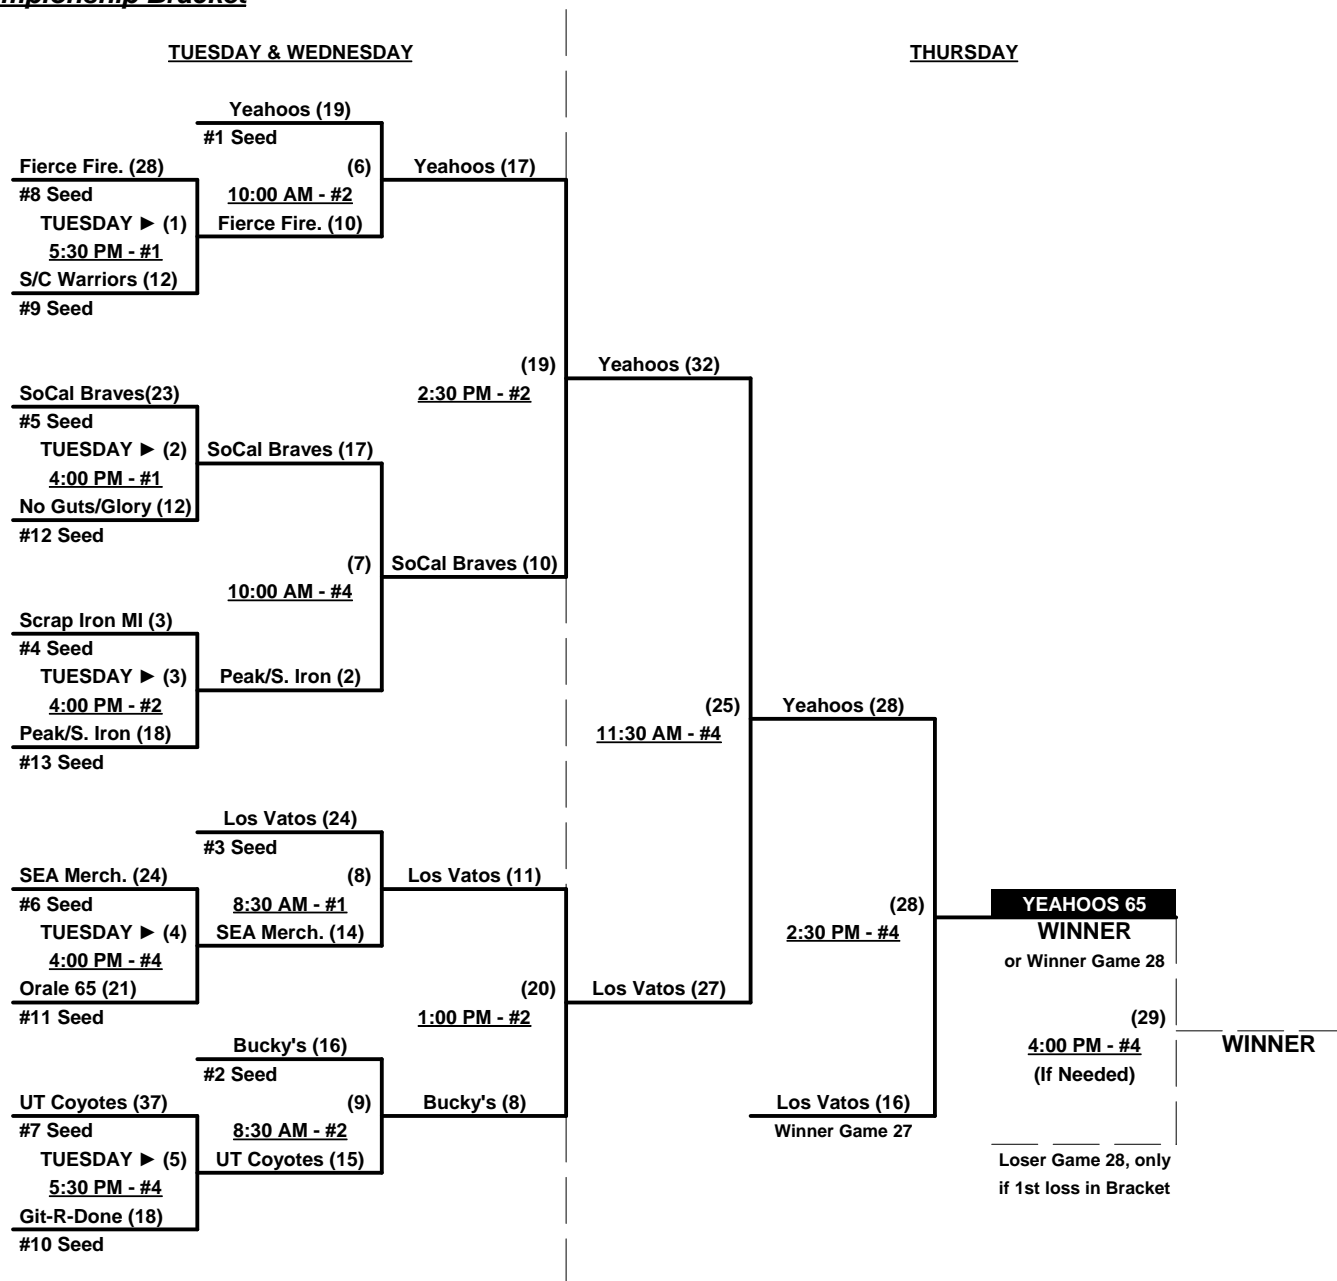 mpionship Bracket
TUESDAY & WEDNESDAY
THURSDAY
Yeahoos (19)
#1 Seed
Fierce Fire. (28)
(6)
Yeahoos (17)
#8 Seed
10:00 AM - #2
TUESDAY ► (1)
Fierce Fire. (10)
5:30 PM - #1
S/C Warriors (12)
#9 Seed
(19)
Yeahoos (32)
SoCal Braves(23)
2:30 PM - #2
#5 Seed
TUESDAY ► (2)
SoCal Braves (17)
4:00 PM - #1
No Guts/Glory (12)
#12 Seed
(7)
SoCal Braves (10)
10:00 AM - #4
Scrap Iron MI (3)
#4 Seed
TUESDAY ► (3)
Peak/S. Iron (2)
4:00 PM - #2
(25)
Yeahoos (28)
Peak/S. Iron (18)
11:30 AM - #4
#13 Seed
Los Vatos (24)
#3 Seed
SEA Merch. (24)
(8)
Los Vatos (11)
#6 Seed
8:30 AM - #1
(28)
YEAHOOS 65
TUESDAY ► (4)
SEA Merch. (14)
2:30 PM - #4
WINNER
4:00 PM - #4
or Winner Game 28
Orale 65 (21)
(20)
Los Vatos (27)
#11 Seed
1:00 PM - #2
(29)
Bucky's (16)
4:00 PM - #4
WINNER
#2 Seed
(If Needed)
UT Coyotes (37)
(9)
Bucky's (8)
Los Vatos (16)
#7 Seed
8:30 AM - #2
Winner Game 27
TUESDAY ► (5)
UT Coyotes (15)
Loser Game 28, only
5:30 PM - #4
if 1st loss in Bracket
Git-R-Done (18)
#10 Seed